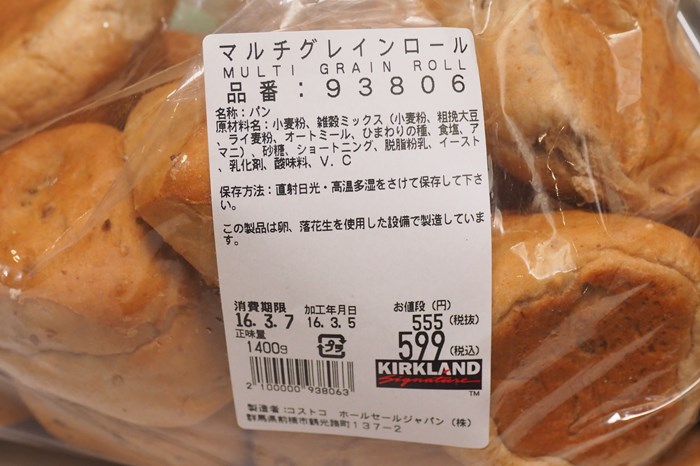 マルチグレインロール
MULTI GRAIN ROLL
品番：93806
名称：パン
原材料名：小麦粉、雑穀ミックス（小麦粉、粗挽大豆
、ライ麦粉、オートミール、ひまわりの種、食塩、ア
マニ）、砂糖、ショートニング、脱脂粉乳、イースト
、乳化剤、酸味料、V．C
保存方法：直射日光・高温多湿をさけて保存して下さ
い。
この製品は卵、落花生を使用した設備で製造していま
す。
消費期限 加工年月日 お値段（円）
16.3.7 16.3.5 555（税抜）
正味量 599（税込）
1400g プラ
KIRKLAND
Signature™
2 100000 938063
製造者：コストコ ホールセールジャパン（株）
群馬県前橋市観光路町137-2